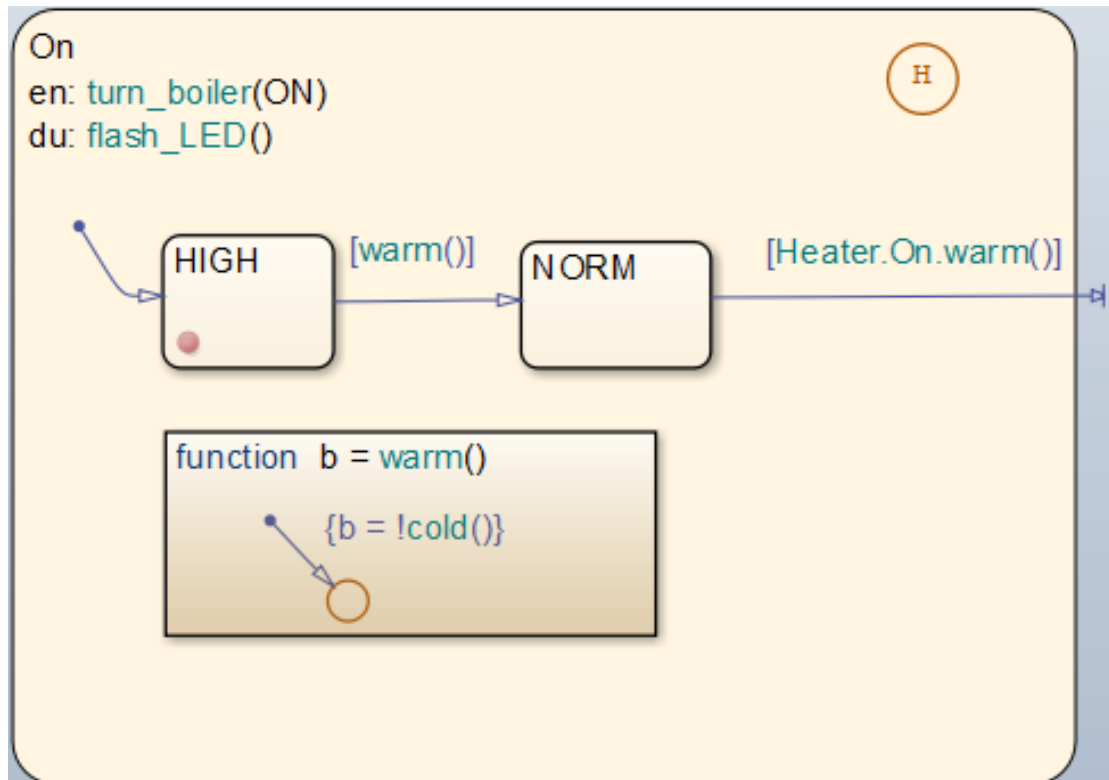 On
H
en: turn_boiler(ON)
du: flash_LED()
HIGH
[warm()]
NORM
[Heater.On.warm()]
function b = warm()
{b = !cold()}